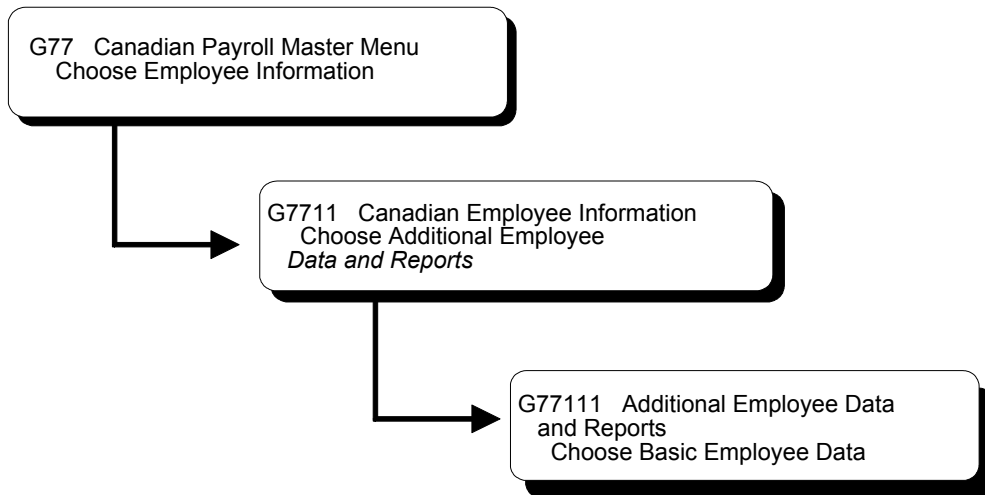 G77 Canadian Payroll Master Menu
Choose Employee Information
G7711 Canadian Employee Information
Choose Additional Employee
Data and Reports
G77111 Additional Employee Data
and Reports
Choose Basic Employee Data